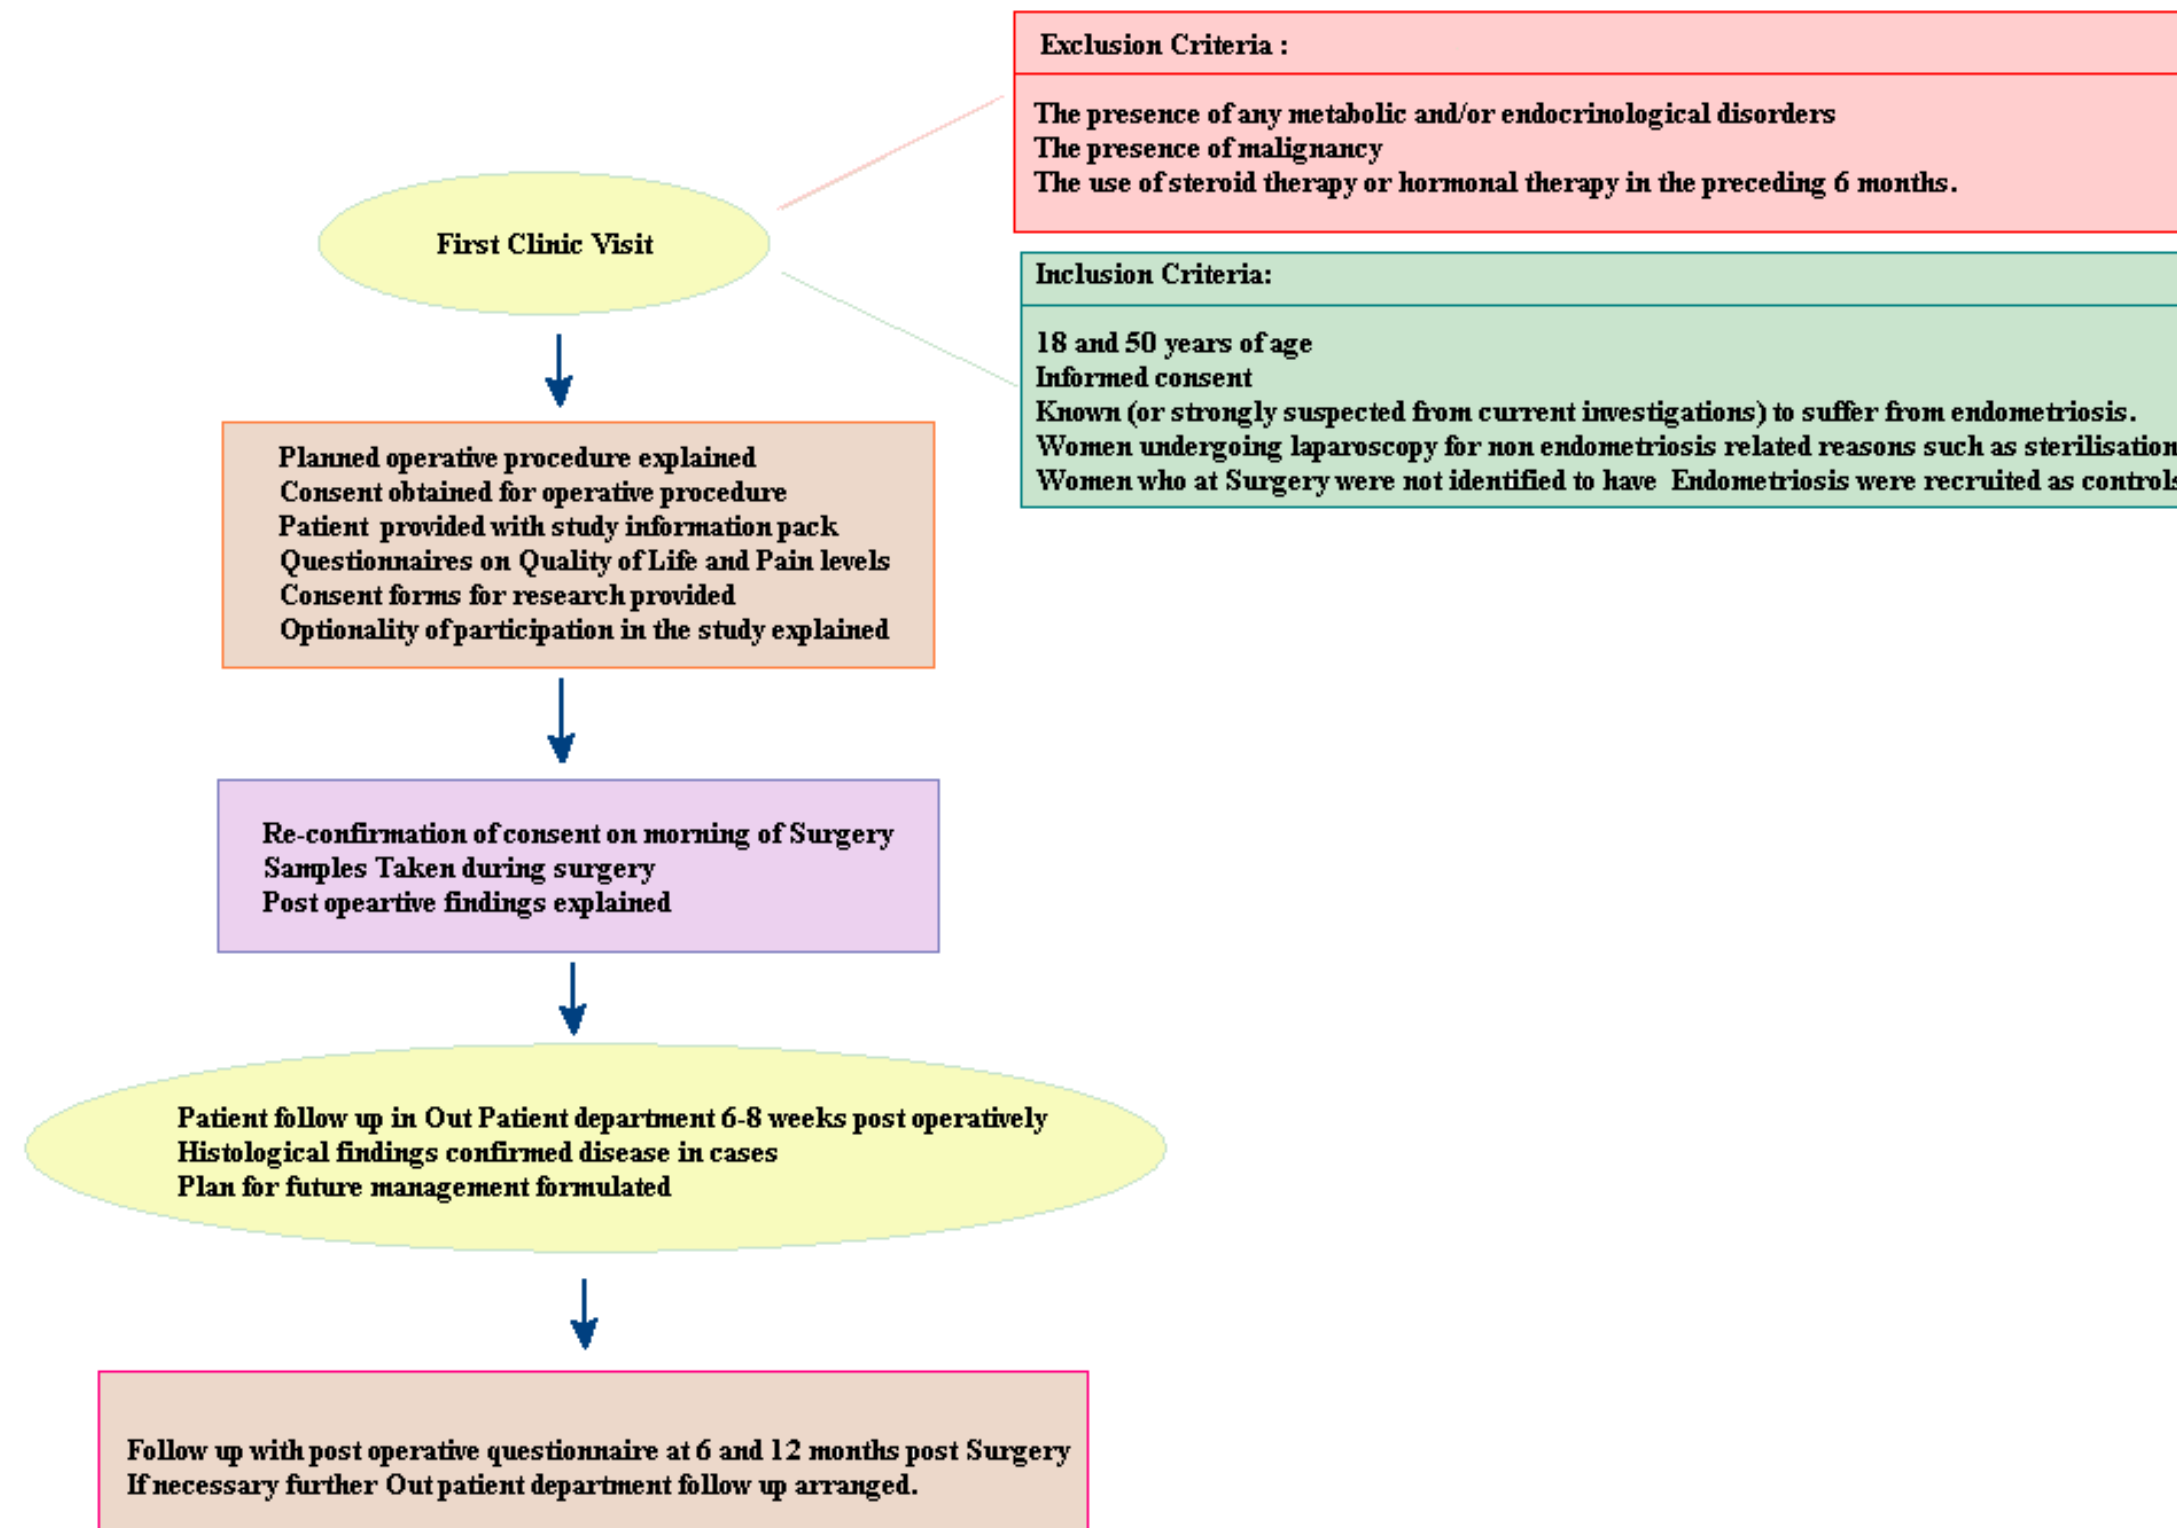 Exclusion Criteria :
The presence of any metabolic and/or endocrinological disorders
The presence of malignancy
The use of steroid therapy or hormonal therapy in the preceding 6 months.
First Clinic Visit
Inclusion Criteria:
18 and 50 years of age
Informed consent
Known (or strongly suspected from current investigations) to suffer from endometriosis.
Women undergoing laparoscopy for non endometriosis related reasons such as sterilisation
Women who at Surgery were not identified to have Endometriosis were recruited as controls
Planned operative procedure explained
Consent obtained for operative procedure
Patient provided with study information pack
Questionnaires on Quality of Life and Pain levels
Consent forms for research provided
Optionality of participation in the study explained
Re-confirmation of consent on morning of Surgery
Samples Taken during surgery
Post opeartive findings explained
Patient follow up in Out Patient department 6-8 weeks post operatively
Histological findings confirmed disease in cases
Plan for future management formulated
Follow up with post operative questionnaire at 6 and 12 months post Surgery
If necessary further Out patient department follow up arranged.